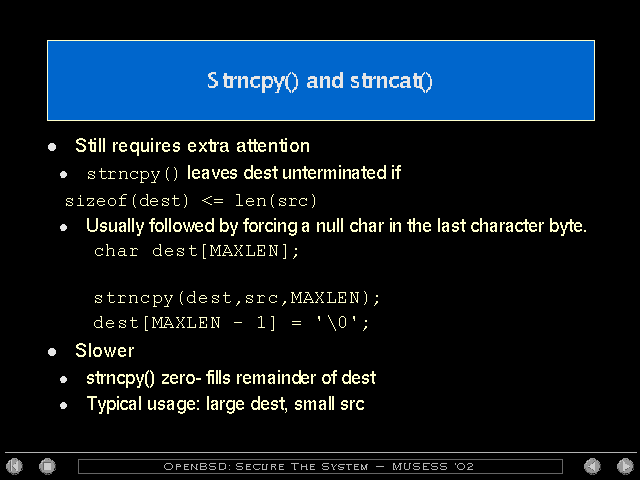 Strncpy() and strncat()
Still requires extra attention
strncpy() leaves dest unterminated if
sizeof(dest) <= len(src)
Usually followed by forcing a null char in the last character byte.
char dest[MAXLEN];
strncpy(dest,src,MAXLEN);
dest[MAXLEN - 1] = '\0';
Slower
strncpy() zero- fills remainder of dest
Typical usage: large dest, small src
OpenBSD: Secure The System – MUSESS '02